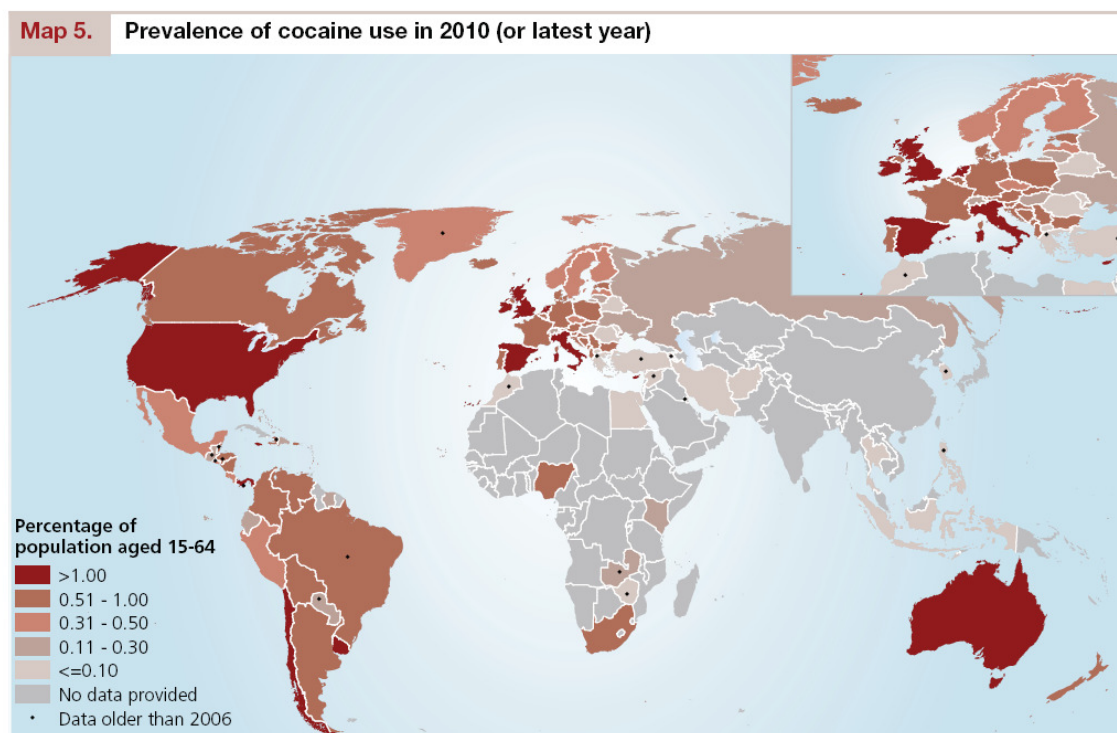 Map 5. Prevalence of cocaine use in 2010 (or latest year)
Percentage of
population aged 15-64
>1.00
0.51 - 1.00
0.31 - 0.50
0.11 - 0.30
<=0.10
No data provided
Data older than 2006